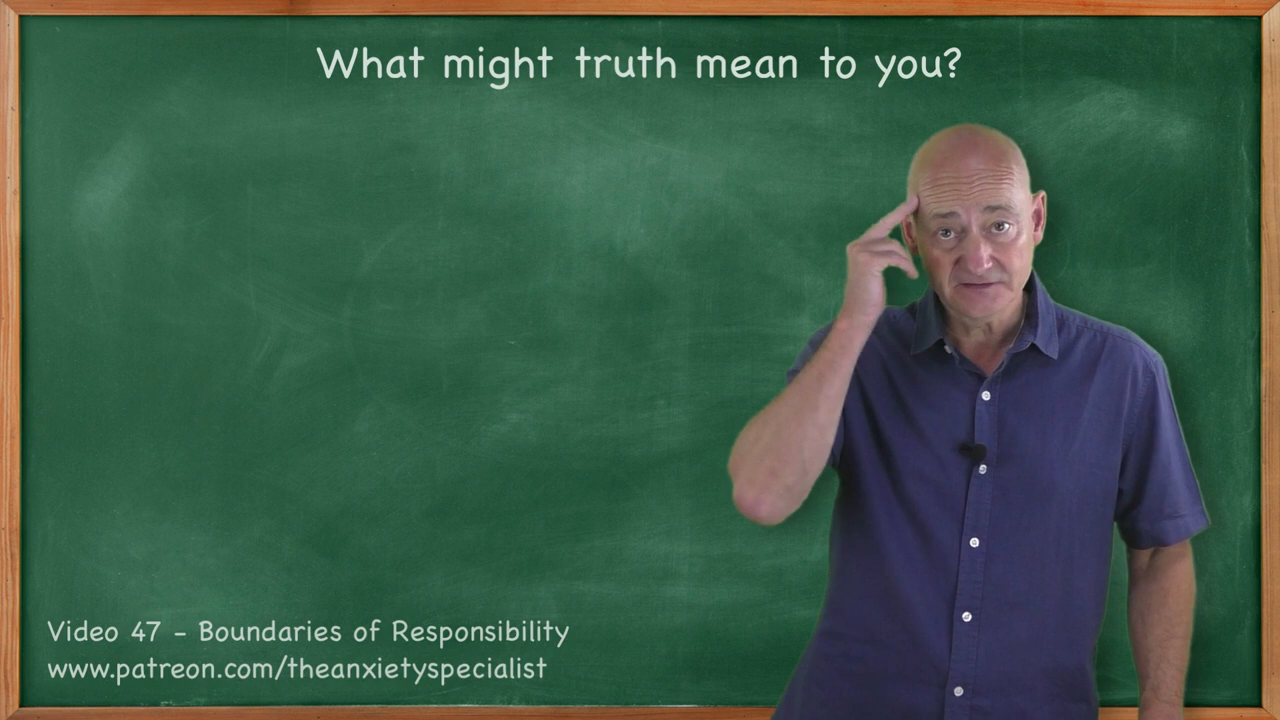 What might truth mean to you?
Video 47 - Boundaries of Responsibility
www.patreon.com/theanxietyspecialist